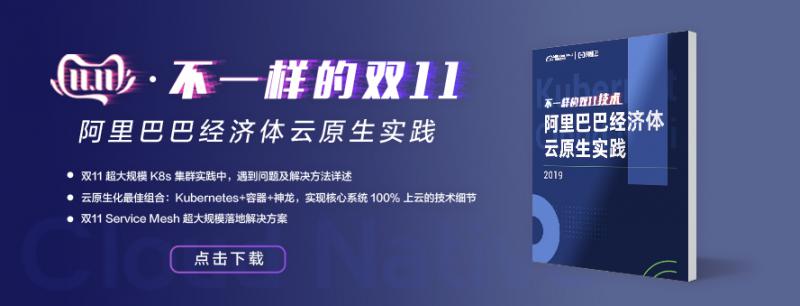 11.11
·不一样的双11
阿里巴巴经济体云原生实践
双11 超大规模 K8s 集群实践中，遇到问题及解决方法详述
云原生化最佳组合：Kubernetes+容器+神龙，实现核心系统 100% 上云的技术细节
双11 Service Mesh 超大规模落地解决方案
点击下载
不一样的双11技术
阿里巴巴经济体
云原生实践
2019